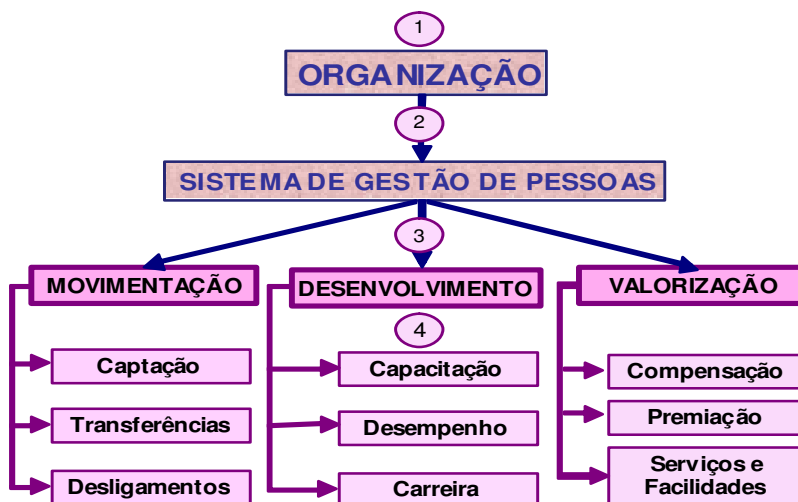 1
ORGANIZAÇÃO
2
SISTEMA DE GESTÃO DE PESSOAS
3
MOVIMENTAÇÃO
DESENVOLVIMENTO
VALORIZAÇÃO
4
Captação
Capacitação
Compensação
Transferências
Desempenho
Premiação
Desligamentos
Carreira
Serviços e
Facilidades